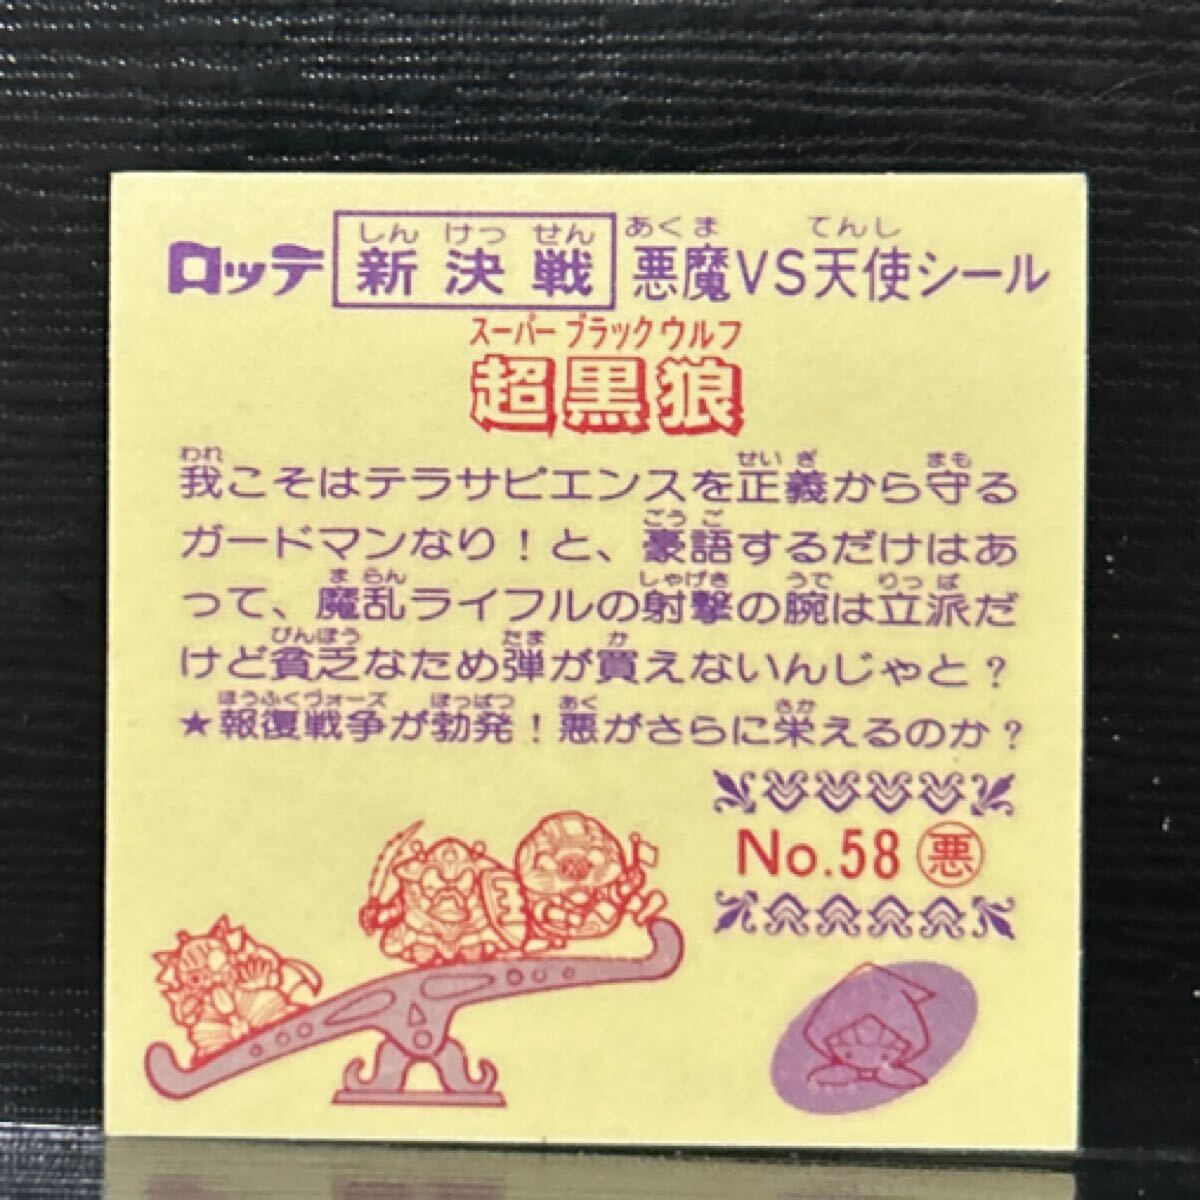 しんけっせん あくま てんし
ロッテ 新決戦 悪魔VS天使シール
スーパーブラックウルフ
超黒狼
われ せいぎ まも
我こそはテラサピエンスを正義から守る
ごうご
ガードマンなり!と、豪語するだけはあ
まらん しゃげき うで りっぱ
って、魔乱ライフルの射撃の腕は立派だ
びんぼう たま か
けど貧乏なため弾が買えないんじゃと?
ほうふくヴォーズ ぼっぱつ あく さか
★報復戦争が勃発!悪がさらに栄えるのか?
No.58 悪